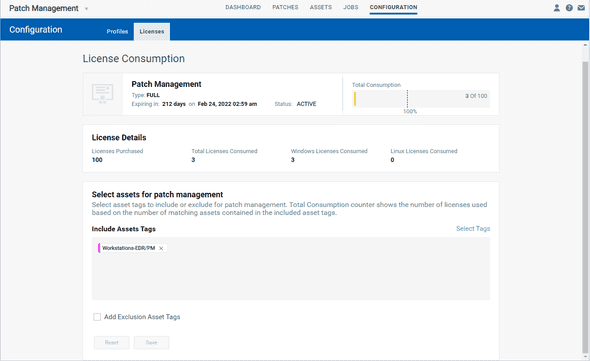 Patch Management
DASHBOARD PATCHES ASSETS JOBS CONFIGURATION
Configuration Profiles Licenses
License Consumption
Patch Management
Type: FULL
Expiring in: 212 days on Feb 24, 2022 02:59 am Status: ACTIVE
Total Consumption
3 Of 100
100%
License Details
Licenses Purchased Total Licenses Consumed Windows Licenses Consumed Linux Licenses Consumed
100 3 3 0
Select assets for patch management
Select asset tags to include or exclude for patch management. Total Consumption counter shows the number of licenses used
based on the number of matching assets contained in the included asset tags.
Include Assets Tags Select Tags
Workstations-EDR/PM ×
Add Exclusion Asset Tags
Reset Save